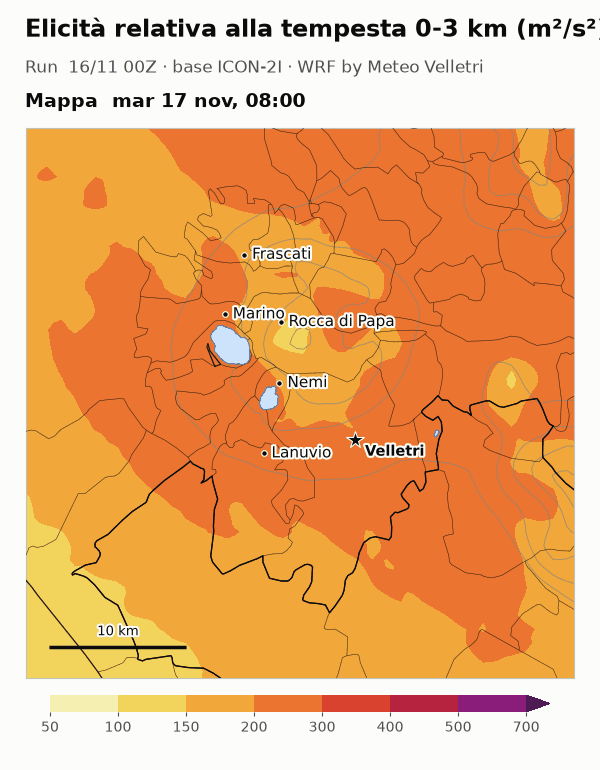 Elicità relativa alla tempesta 0-3 km (m²/s²)
Run 16/11 00Z · base ICON-2I · WRF by Meteo Velletri
Mappa mar 17 nov, 08:00
Frascati
Marino
Rocca di Papa
Nemi
Lanuvio
Velletri
10 km
50 100 150 200 300 400 500 700